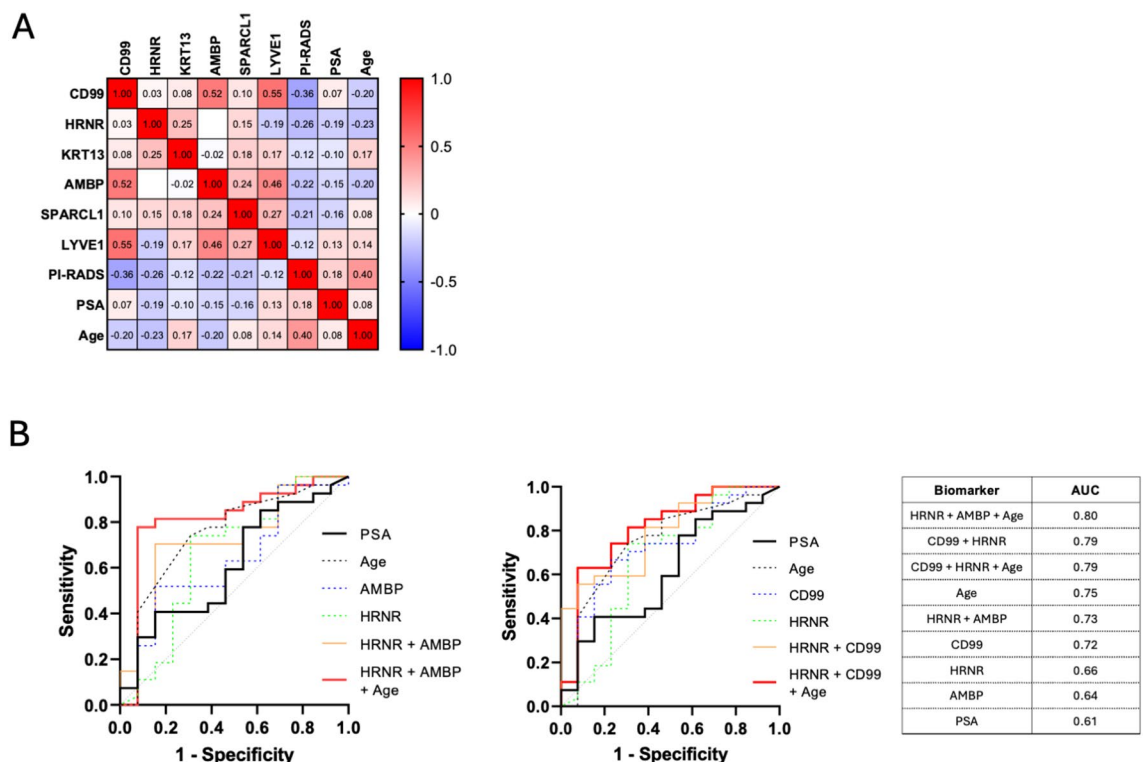 A
CD99 HRNR KRT13 AMBP SPARCL1 LYVE1 PI-RADS PSA Age
CD99 1.00 0.03 0.08 0.52 0.10 0.55 -0.36 0.07 -0.20
HRNR 0.03 1.00 0.25 0.15 -0.19 -0.26 -0.19 -0.23
KRT13 0.08 0.25 1.00 -0.02 0.18 0.17 -0.12 -0.10 0.17
AMBP 0.52 -0.02 1.00 0.24 0.46 -0.22 -0.15 -0.20
SPARCL1 0.10 0.15 0.18 0.24 1.00 0.27 -0.21 -0.16 0.08
LYVE1 0.55 -0.19 0.17 0.46 0.27 1.00 -0.12 0.13 0.14
PI-RADS -0.36 -0.26 -0.12 -0.22 -0.21 -0.12 1.00 0.18 0.40
PSA 0.07 -0.19 -0.10 -0.15 -0.16 0.13 0.18 1.00 0.08
Age -0.20 -0.23 0.17 -0.20 0.08 0.14 0.40 0.08 1.00
1.0
0.5
0
-0.5
-1.0
B
Sensitivity
1.0
0.8
0.6
0.4
0.2
0.0
0.0 0.2 0.4 0.6 0.8 1.0
1 - Specificity
PSA
Age
AMBP
HRNR
HRNR + AMBP
HRNR + AMBP
+ Age
Sensitivity
1.0
0.8
0.6
0.4
0.2
0.0
0.0 0.2 0.4 0.6 0.8 1.0
1 - Specificity
PSA
Age
CD99
HRNR
HRNR + CD99
HRNR + CD99
+ Age
Biomarker AUC
HRNR + AMBP + Age 0.80
CD99 + HRNR 0.79
CD99 + HRNR + Age 0.79
Age 0.75
HRNR + AMBP 0.73
CD99 0.72
HRNR 0.66
AMBP 0.64
PSA 0.61